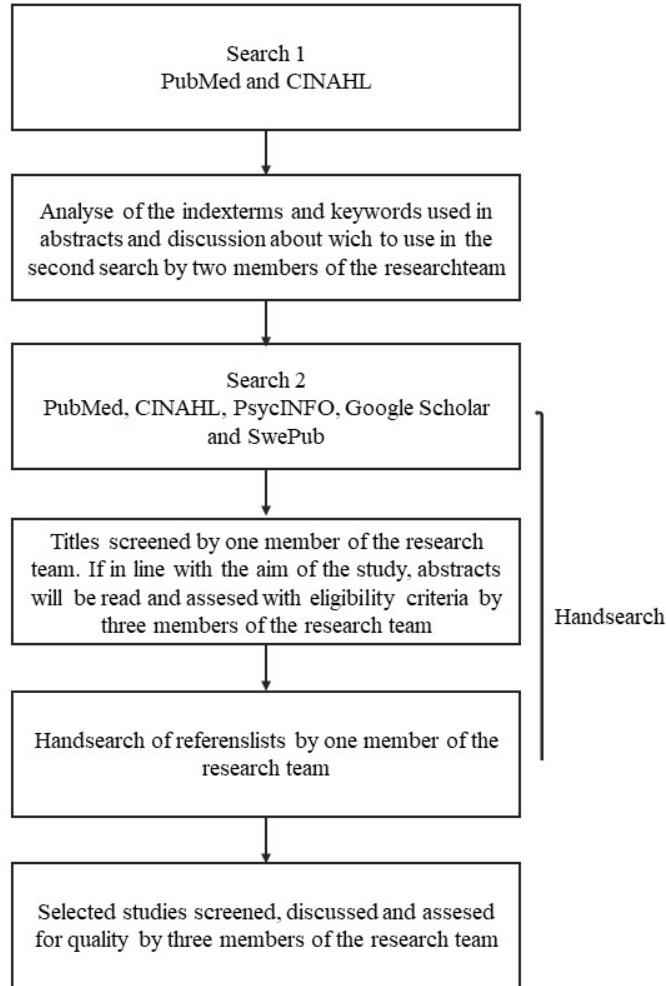 Search 1
PubMed and CINAHL
Analyse of the indexterms and keywords used in
abstracts and discussion about wich to use in the
second search by two members of the researchteam
Search 2
PubMed, CINAHL, PsycINFO, Google Scholar
and SwePub
Titles screened by one member of the research
team. If in line with the aim of the study, abstracts
will be read and assesed with eligibility criteria by
three members of the research team
Handsearch
Handsearch of referenslists by one member of the
research team
Selected studies screened, discussed and assesed
for quality by three members of the research team